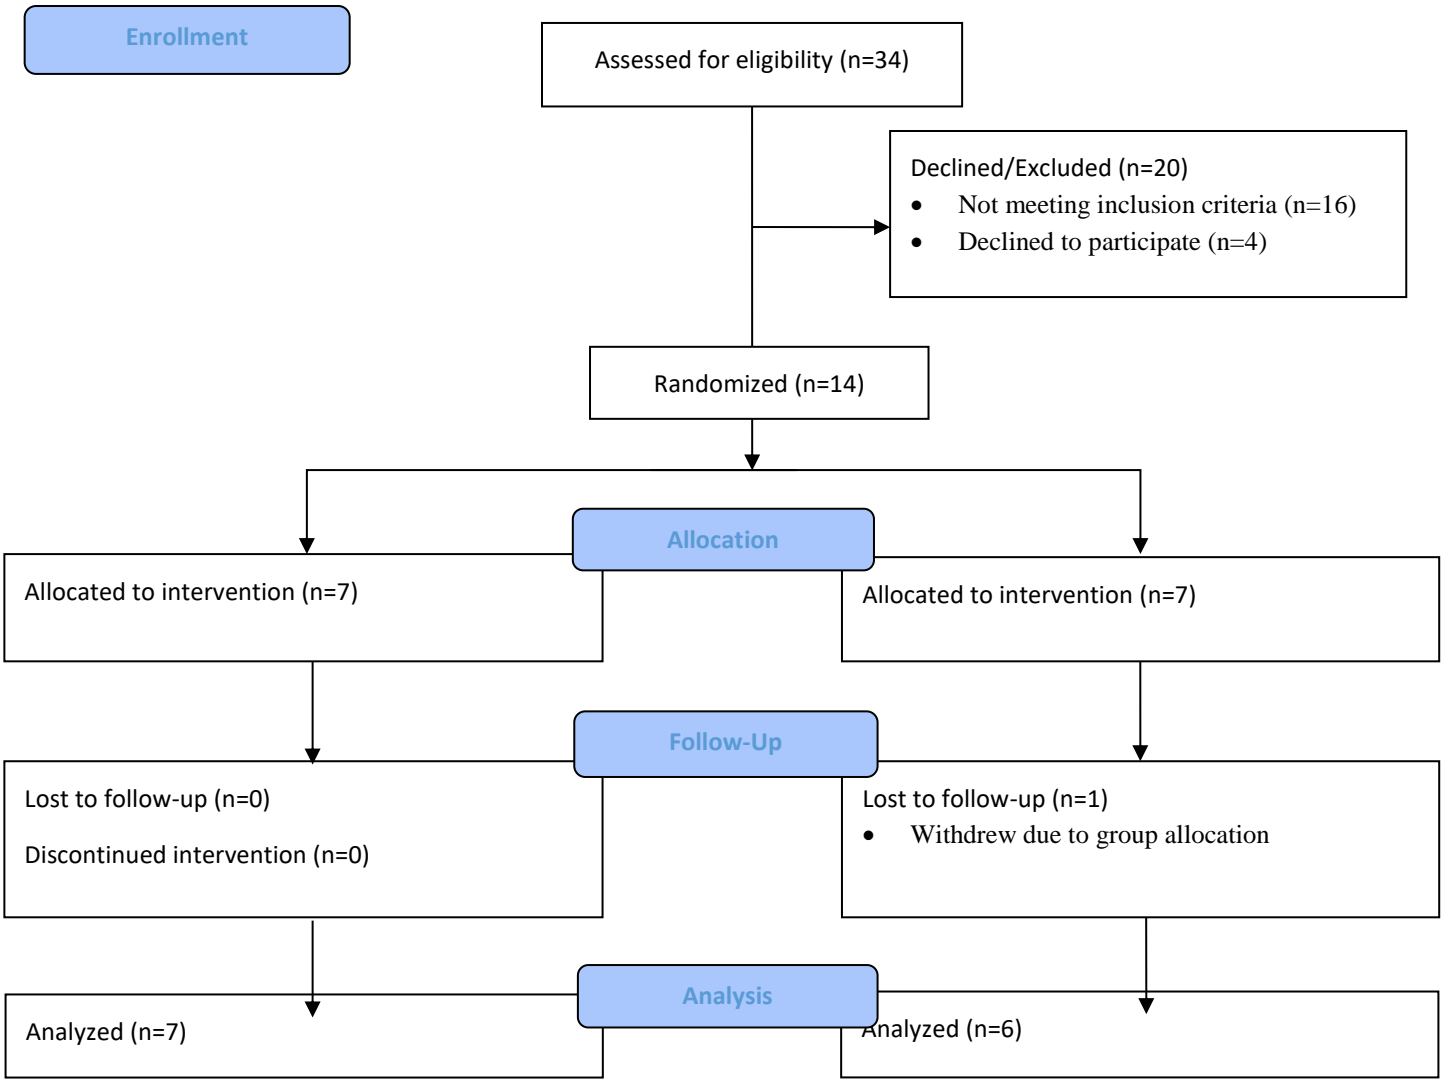 Enrollment
Assessed for eligibility (n=34)
Declined/Excluded (n=20)
• Not meeting inclusion criteria (n=16)
• Declined to participate (n=4)
Randomized (n=14)
Allocation
Allocated to intervention (n=7)
Allocated to intervention (n=7)
Follow-Up
Lost to follow-up (n=0)
Discontinued intervention (n=0)
Lost to follow-up (n=1)
• Withdrew due to group allocation
Analysis
Analyzed (n=7)
Analyzed (n=6)